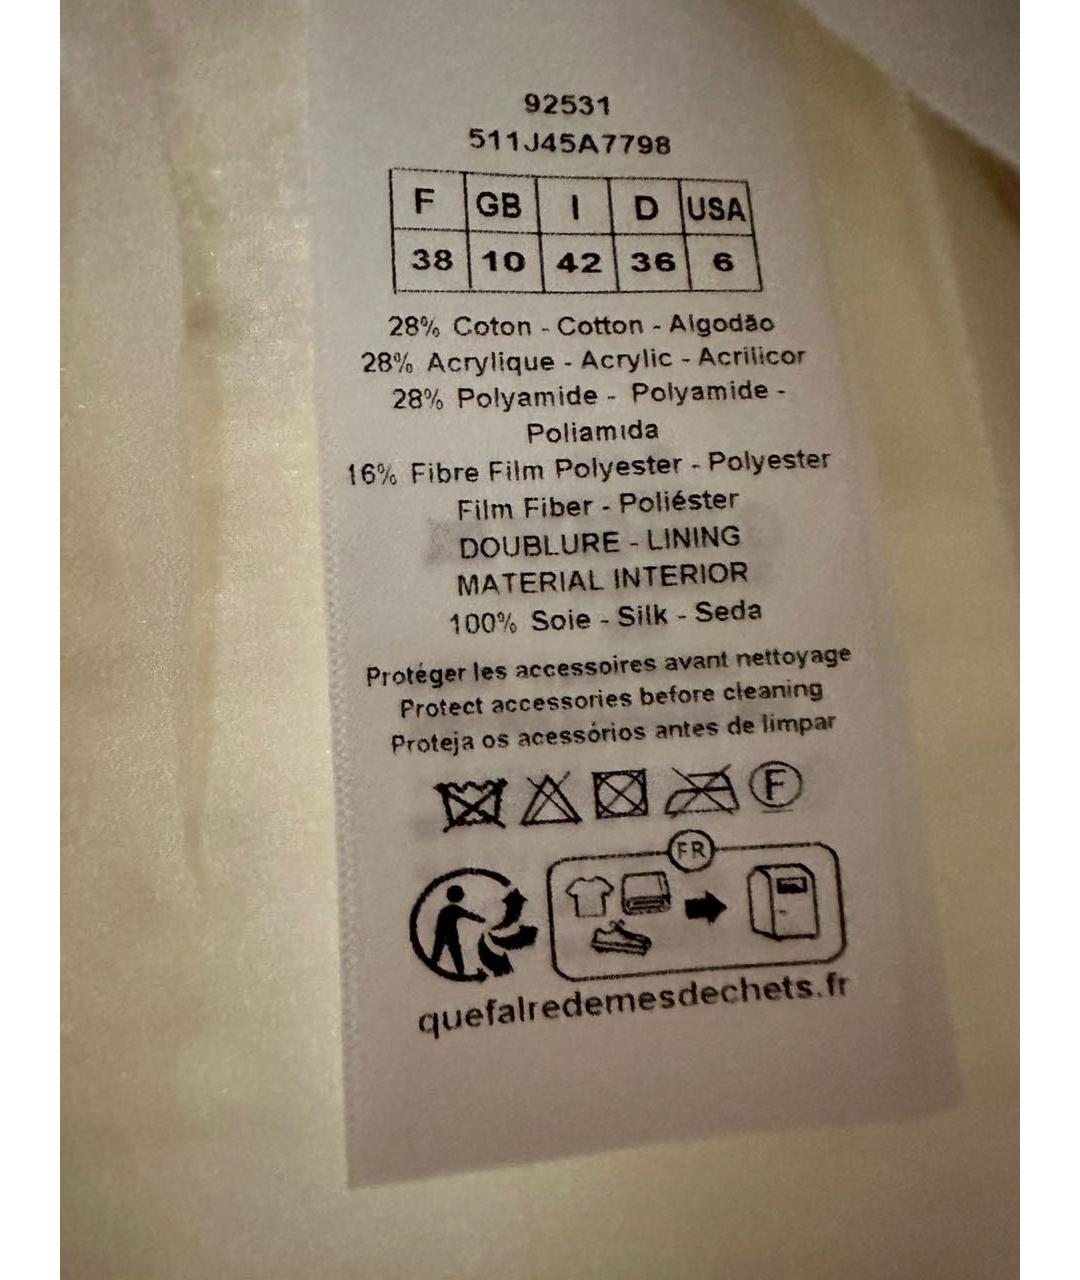 92531
511J45A7798
F GB I D USA
38 10 42 36 6
28% Coton - Cotton - Algodão
28% Acrylique - Acrylic - Acrilicor
28% Polyamide - Polyamide -
Poliamida
16% Fibre Film Polyester - Polyester
Film Fiber - Poliéster
DOUBLURE - LINING
MATERIAL INTERIOR
100% Soie - Silk - Seda
Protéger les accessoires avant nettoyage
Protect accessories before cleaning
Proteja os acessórios antes de limpar
F
FR
quefairedemesdechets.fr